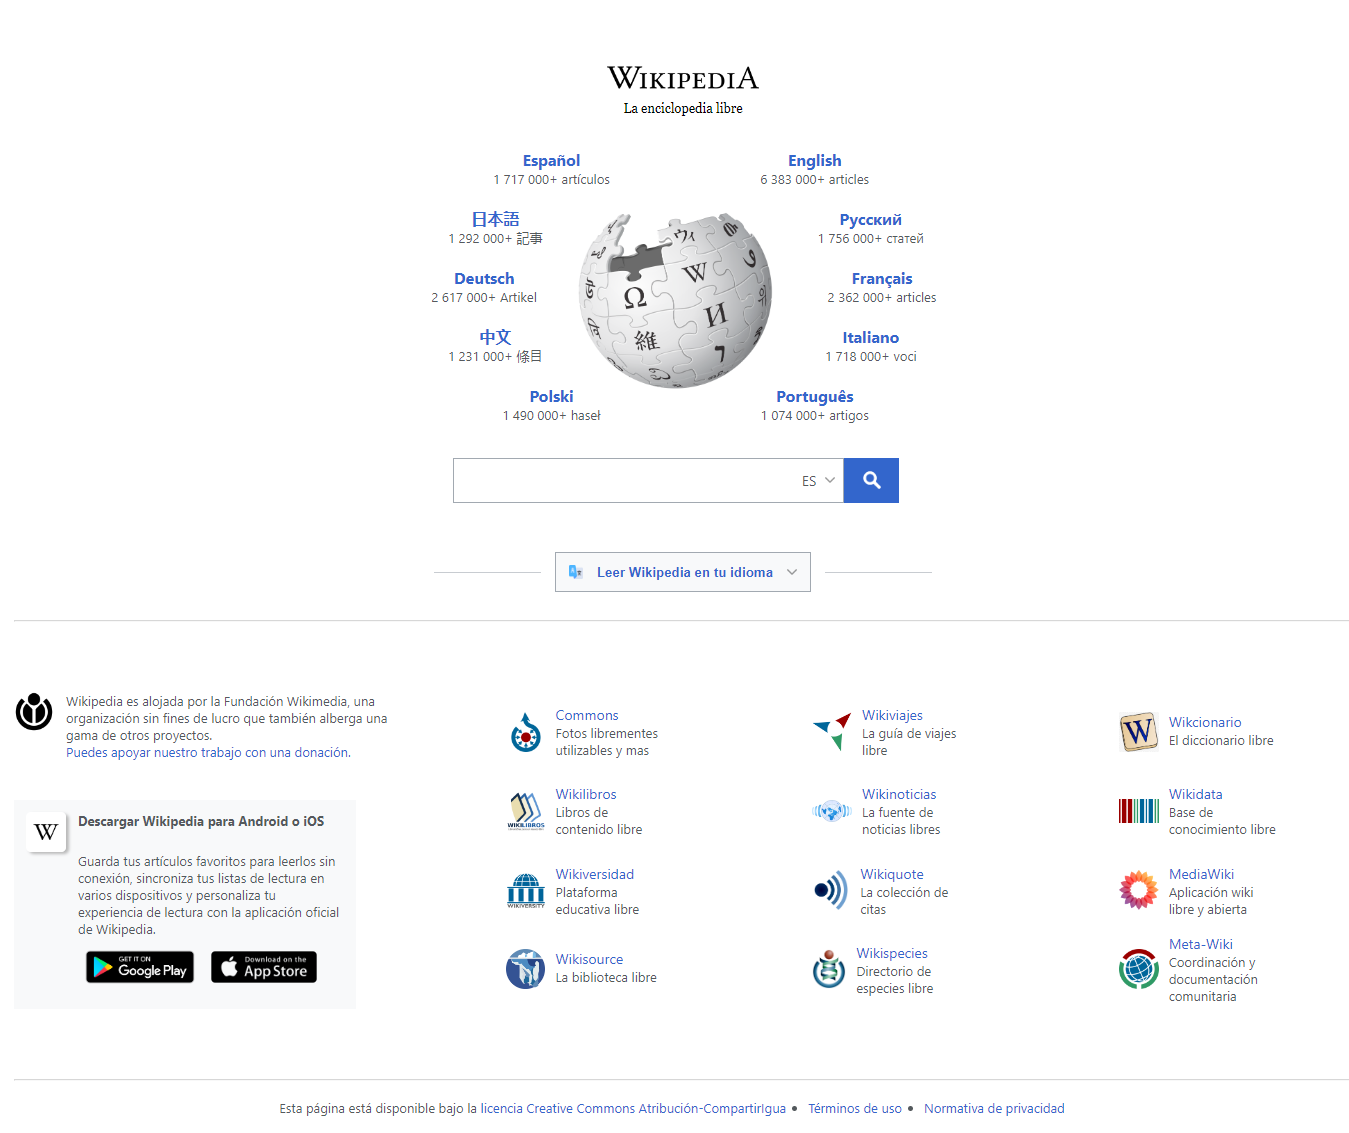 WIKIPEDIA
La enciclopedia libre
Español
1 717 000+ artículos
English
6 383 000+ articles
日本語
1 292 000+ 記事
Русский
1 756 000+ статей
Deutsch
2 617 000+ Artikel
Français
2 362 000+ articles
中文
1 231 000+ 條目
Italiano
1 718 000+ voci
Polski
1 490 000+ haseł
Português
1 074 000+ artigos
Ω
W
И
維
ES
Leer Wikipedia en tu idioma
Wikipedia es alojada por la Fundación Wikimedia, una
organización sin fines de lucro que también alberga una
gama de otros proyectos.
Puedes apoyar nuestro trabajo con una donación.
W
Descargar Wikipedia para Android o iOS
Guarda tus artículos favoritos para leerlos sin
conexión, sincroniza tus listas de lectura en
varios dispositivos y personaliza tu
experiencia de lectura con la aplicación oficial
de Wikipedia.
GET IT ON
Google Play
Download on the
App Store
Commons
Fotos librementes
utilizables y mas
Wikiviajes
La guía de viajes
libre
W
Wikcionario
El diccionario libre
WIKILIBROS
Wikilibros
Libros de
contenido libre
Wikinoticias
La fuente de
noticias libres
Wikidata
Base de
conocimiento libre
WIKIVERSITY
Wikiversidad
Plataforma
educativa libre
Wikiquote
La colección de
citas
MediaWiki
Aplicación wiki
libre y abierta
Wikisource
La biblioteca libre
Wikispecies
Directorio de
especies libre
Meta-Wiki
Coordinación y
documentación
comunitaria
Esta página está disponible bajo la licencia Creative Commons Atribución-CompartirIgua • Términos de uso • Normativa de privacidad